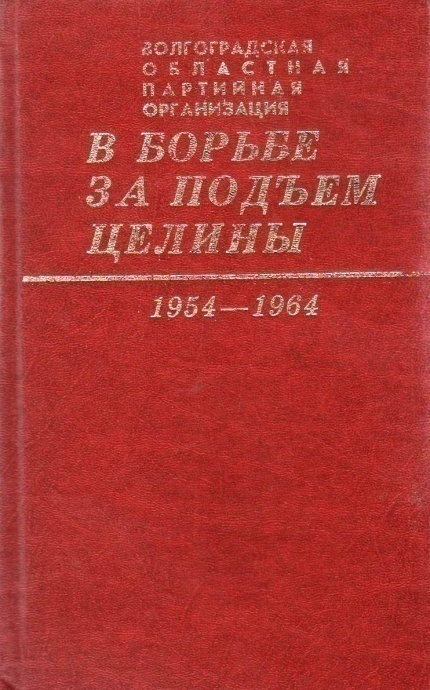 ВОЛГОГРАДСКАЯ
ОБЛАСТНАЯ
ПАРТИЙНАЯ
ОРГАНИЗАЦИЯ
В БОРЬБЕ
ЗА ПОДЪЕМ
ЦЕЛИНЫ
1954—1964